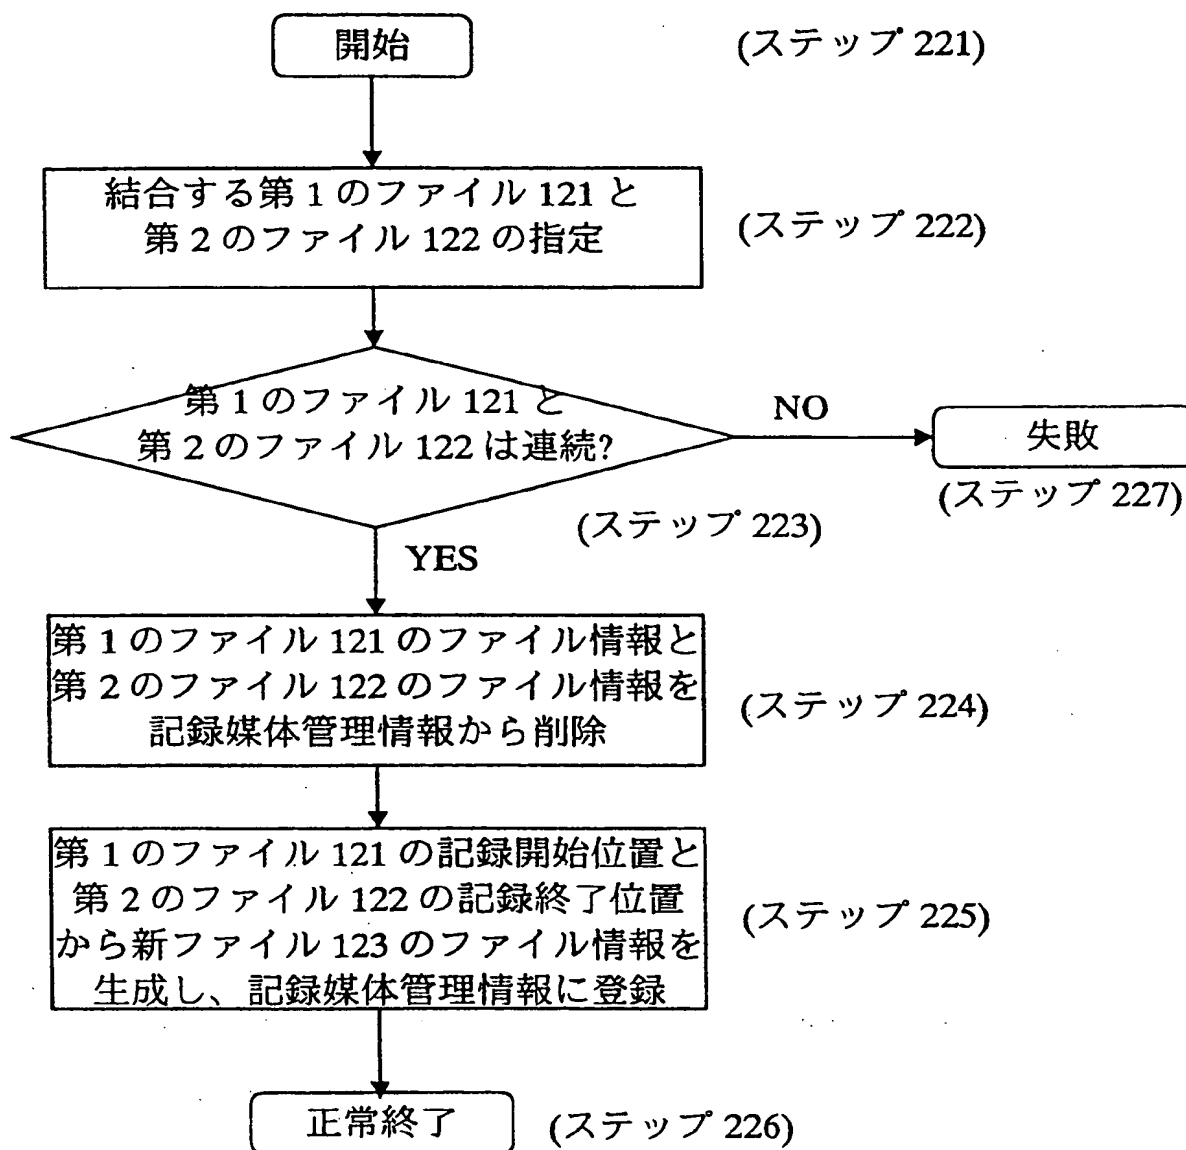 開始
(ステップ 221)
結合する第 1 のファイル 121 と
第 2 のファイル 122 の指定
(ステップ 222)
第 1 のファイル 121 と
第 2 のファイル 122 は連続?
(ステップ 223)
NO
失敗
(ステップ 227)
YES
第 1 のファイル 121 のファイル情報と
第 2 のファイル 122 のファイル情報を
記録媒体管理情報から削除
(ステップ 224)
第 1 のファイル 121 の記録開始位置と
第 2 のファイル 122 の記録終了位置
から新ファイル 123 のファイル情報を
生成し、記録媒体管理情報に登録
(ステップ 225)
正常終了
(ステップ 226)